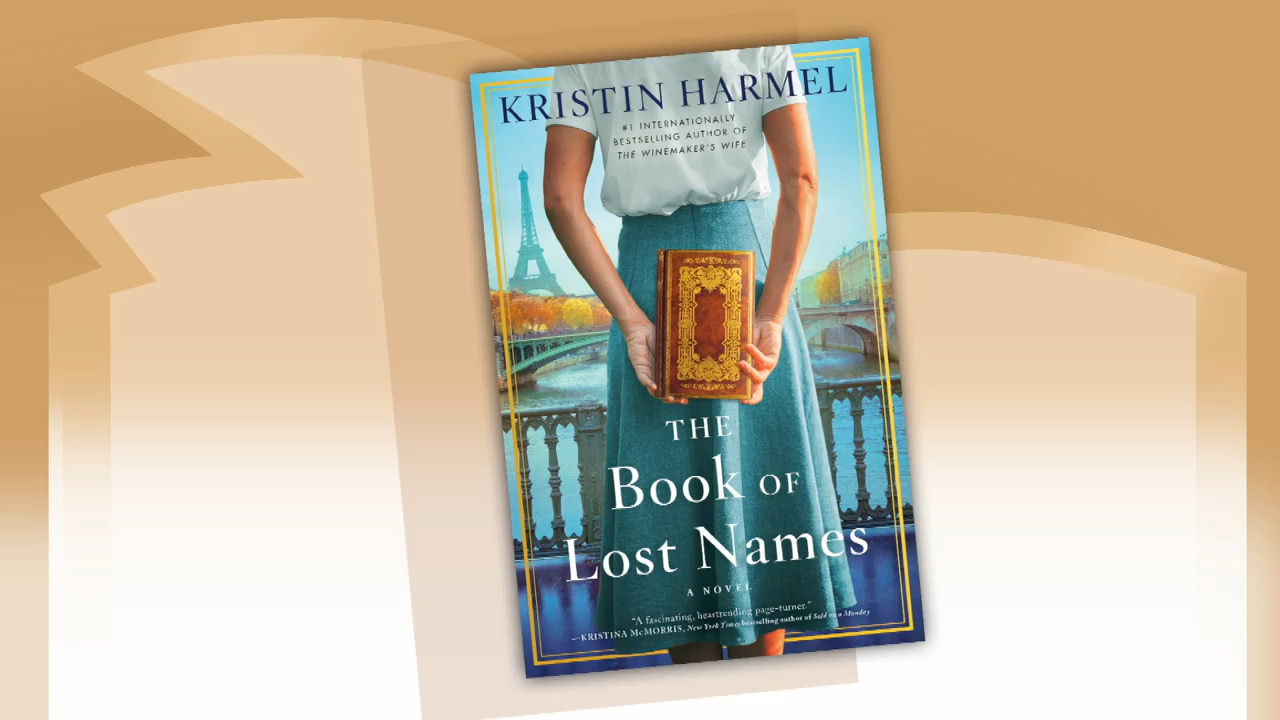 KRISTIN HARMEL
#1 INTERNATIONALLY
BESTSELLING AUTHOR OF
THE WINEMAKER'S WIFE
THE
BOOK OF
LOST NAMES
A NOVEL
"A fascinating, heartrending page-turner."
—KRISTINA McMORRIS, New York Times bestselling author of Sold on a Monday